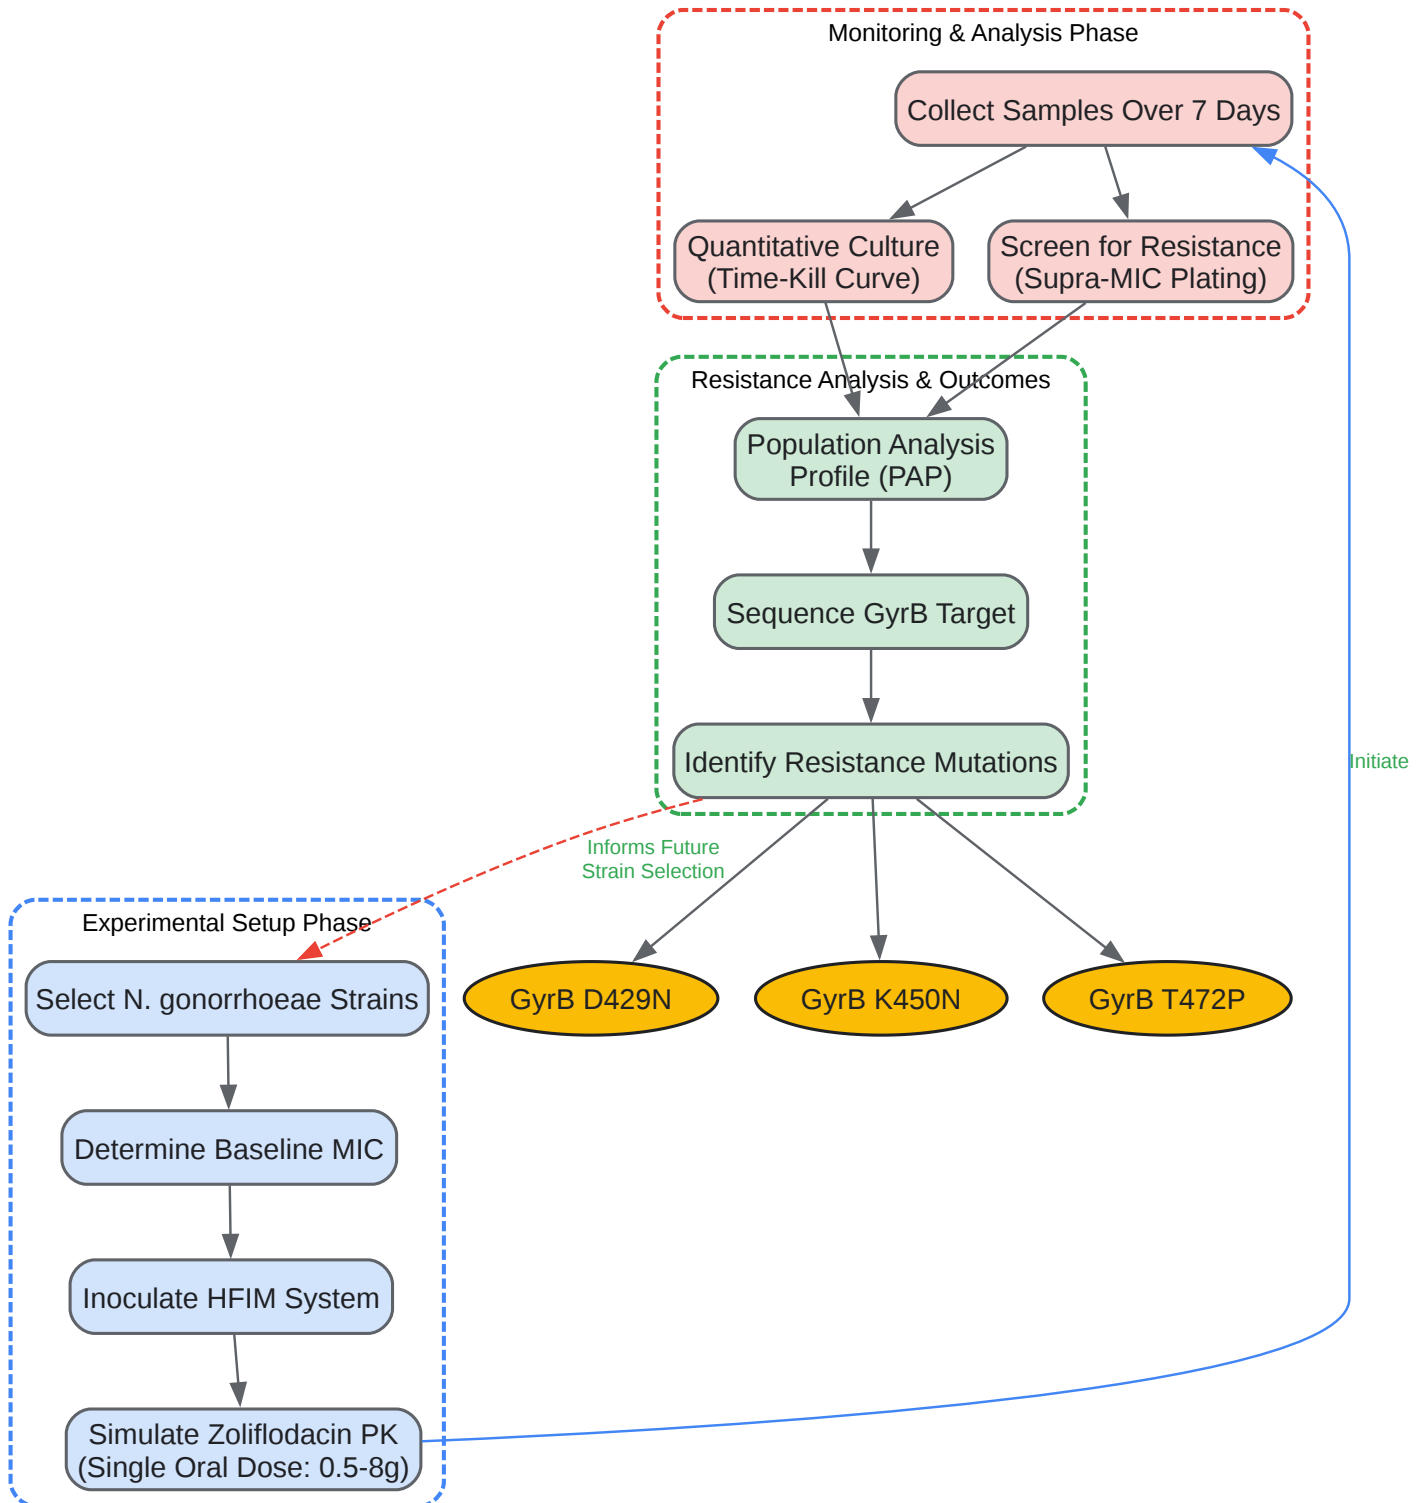 Monitoring & Analysis Phase
Collect Samples Over 7 Days
Quantitative Culture
(Time-Kill Curve)
Screen for Resistance
(Supra-MIC Plating)
Resistance Analysis & Outcomes
Population Analysis
Profile (PAP)
Sequence GyrB Target
Identify Resistance Mutations
Initiate
Informs Future
Strain Selection
Experimental Setup Phase
Select N. gonorrhoeae Strains
GyrB D429N
GyrB K450N
GyrB T472P
Determine Baseline MIC
Inoculate HFIM System
Simulate Zoliflodacin PK
(Single Oral Dose: 0.5-8g)